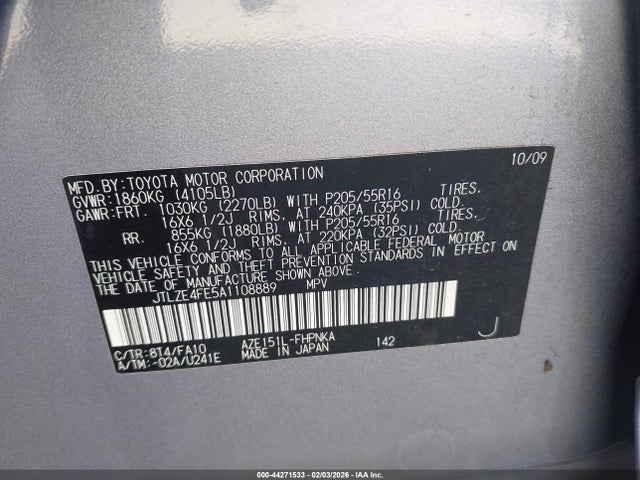 10/09
MFD.BY:TOYOTA MOTOR CORPORATION
GVWR:1860KG (4105LB)
GAWR:FRT. 1030KG (2270LB) WITH P205/55R16 TIRES,
16X6 1/2J RIMS, AT 240KPA (35PSI) COLD.
RR. 855KG (1880LB) WITH P205/55R16 TIRES,
16X6 1/2J RIMS, AT 220KPA (32PSI) COLD.
THIS VEHICLE CONFORMS TO ALL APPLICABLE FEDERAL MOTOR
VEHICLE SAFETY AND THEFT PREVENTION STANDARDS IN EFFECT ON
THE DATE OF MANUFACTURE SHOWN ABOVE.
JTLZE4FE5A1108889 MPV
J
C/TR:8T4/FA10 AZE151L-FHPNKA
A/TM:-02A/U241E MADE IN JAPAN 142
000-44271533 - 02/03/2026 - IAA Inc.